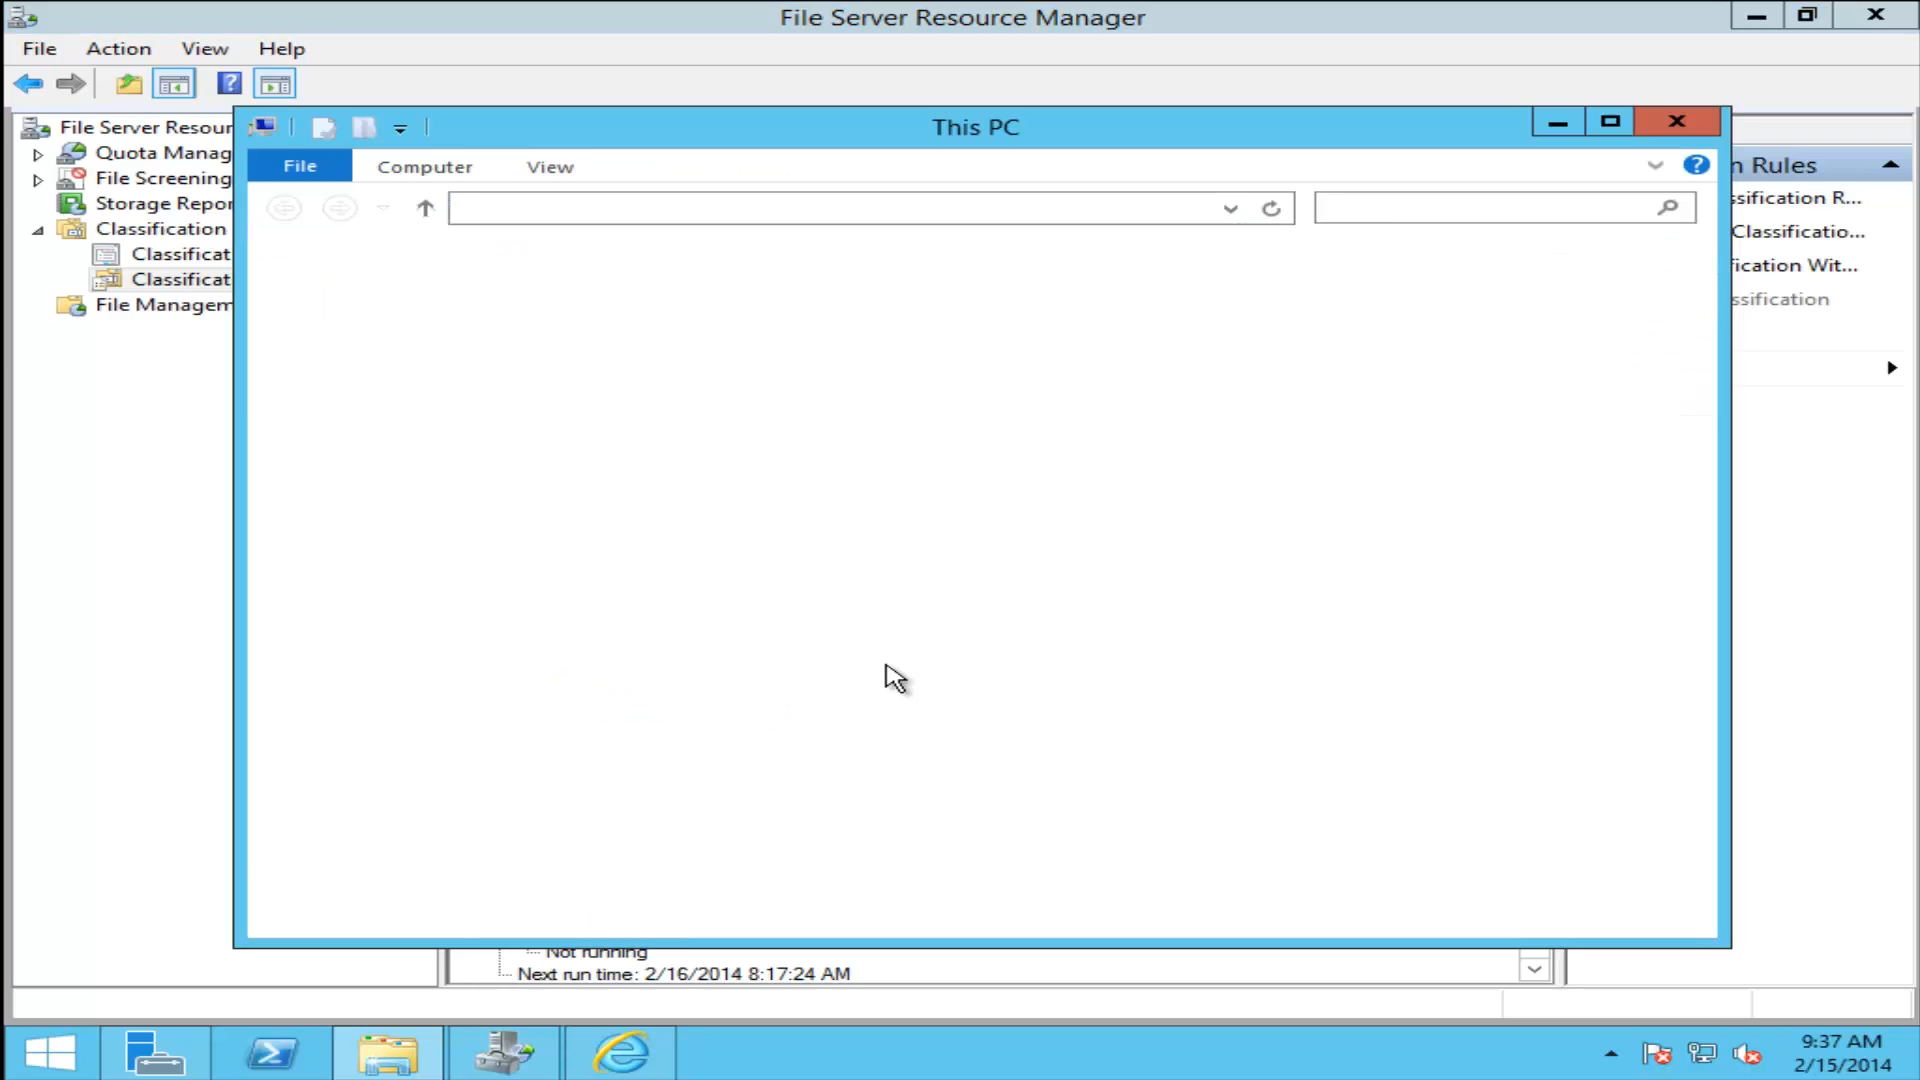 File Server Resource Manager
File Action View Help
File Server Resour
Quota Manag
File Screening
Storage Repor
Classification
Classificat
Classificat
File Managem
This PC
File Computer View
n Rules
ssification R...
Classificatio...
fication Wit...
ssification
Not running
Next run time: 2/16/2014 8:17:24 AM
9:37 AM
2/15/2014